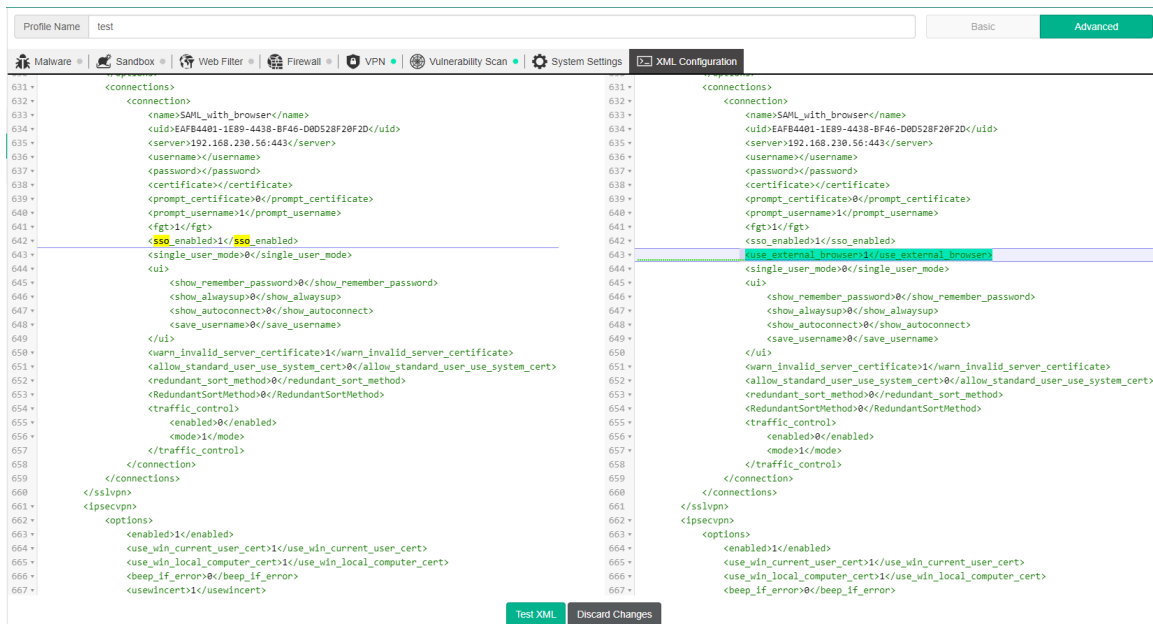 Profile Name test Basic Advanced
Malware Sandbox Web Filter Firewall VPN Vulnerability Scan System Settings XML Configuration
631 <connections>
632 <connection>
633 <name>SAML_with_browser</name>
634 <uid>EAFB4401-1E89-4438-BF46-D0D528F20F2D</uid>
635 <server>192.168.230.56:443</server>
636 <username></username>
637 <password></password>
638 <certificate></certificate>
639 <prompt_certificate>0</prompt_certificate>
640 <prompt_username>1</prompt_username>
641 <fgt>1</fgt>
642 <sso_enabled>1</sso_enabled>
643 <single_user_mode>0</single_user_mode>
644 <ui>
645 <show_remember_password>0</show_remember_password>
646 <show_alwaysup>0</show_alwaysup>
647 <show_autoconnect>0</show_autoconnect>
648 <save_username>0</save_username>
649 </ui>
650 <warn_invalid_server_certificate>1</warn_invalid_server_certificate>
651 <allow_standard_user_use_system_cert>0</allow_standard_user_use_system_cert>
652 <redundant_sort_method>0</redundant_sort_method>
653 <RedundantSortMethod>0</RedundantSortMethod>
654 <traffic_control>
655 <enabled>0</enabled>
656 <mode>1</mode>
657 </traffic_control>
658 </connection>
659 </connections>
660 </sslvpn>
661 <ipsecvpn>
662 <options>
663 <enabled>1</enabled>
664 <use_win_current_user_cert>1</use_win_current_user_cert>
665 <use_win_local_computer_cert>1</use_win_local_computer_cert>
666 <beep_if_error>0</beep_if_error>
667 <usewincert>1</usewincert>
631 <connections>
632 <connection>
633 <name>SAML_with_browser</name>
634 <uid>EAFB4401-1E89-4438-BF46-D0D528F20F2D</uid>
635 <server>192.168.230.56:443</server>
636 <username></username>
637 <password></password>
638 <certificate></certificate>
639 <prompt_certificate>0</prompt_certificate>
640 <prompt_username>1</prompt_username>
641 <fgt>1</fgt>
642 <sso_enabled>1</sso_enabled>
643 <use_external_browser>1</use_external_browser>
644 <single_user_mode>0</single_user_mode>
645 <ui>
646 <show_remember_password>0</show_remember_password>
647 <show_alwaysup>0</show_alwaysup>
648 <show_autoconnect>0</show_autoconnect>
649 <save_username>0</save_username>
650 </ui>
651 <warn_invalid_server_certificate>1</warn_invalid_server_certificate>
652 <allow_standard_user_use_system_cert>0</allow_standard_user_use_system_cert>
653 <redundant_sort_method>0</redundant_sort_method>
654 <RedundantSortMethod>0</RedundantSortMethod>
655 <traffic_control>
656 <enabled>0</enabled>
657 <mode>1</mode>
658 </traffic_control>
659 </connection>
660 </connections>
661 </sslvpn>
662 <ipsecvpn>
663 <options>
664 <enabled>1</enabled>
665 <use_win_current_user_cert>1</use_win_current_user_cert>
666 <use_win_local_computer_cert>1</use_win_local_computer_cert>
667 <beep_if_error>0</beep_if_error>
Test XML Discard Changes